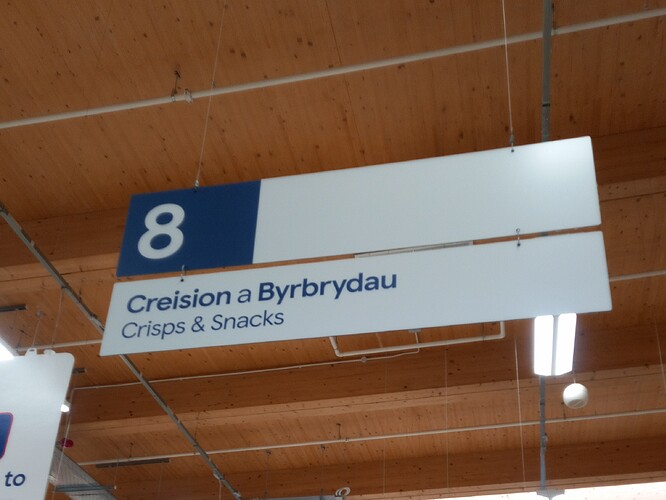 8
Creision a Byrbrydau
Crisps & Snacks
to